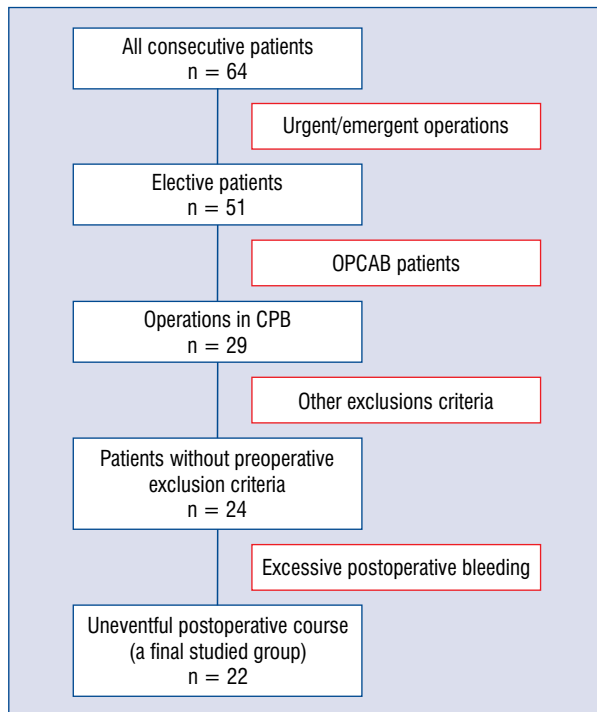 All consecutive patients
n = 64
Urgent/emergent operations
Elective patients
n = 51
OPCAB patients
Operations in CPB
n = 29
Other exclusions criteria
Patients without preoperative
exclusion criteria
n = 24
Excessive postoperative bleeding
Uneventful postoperative course
(a final studied group)
n = 22